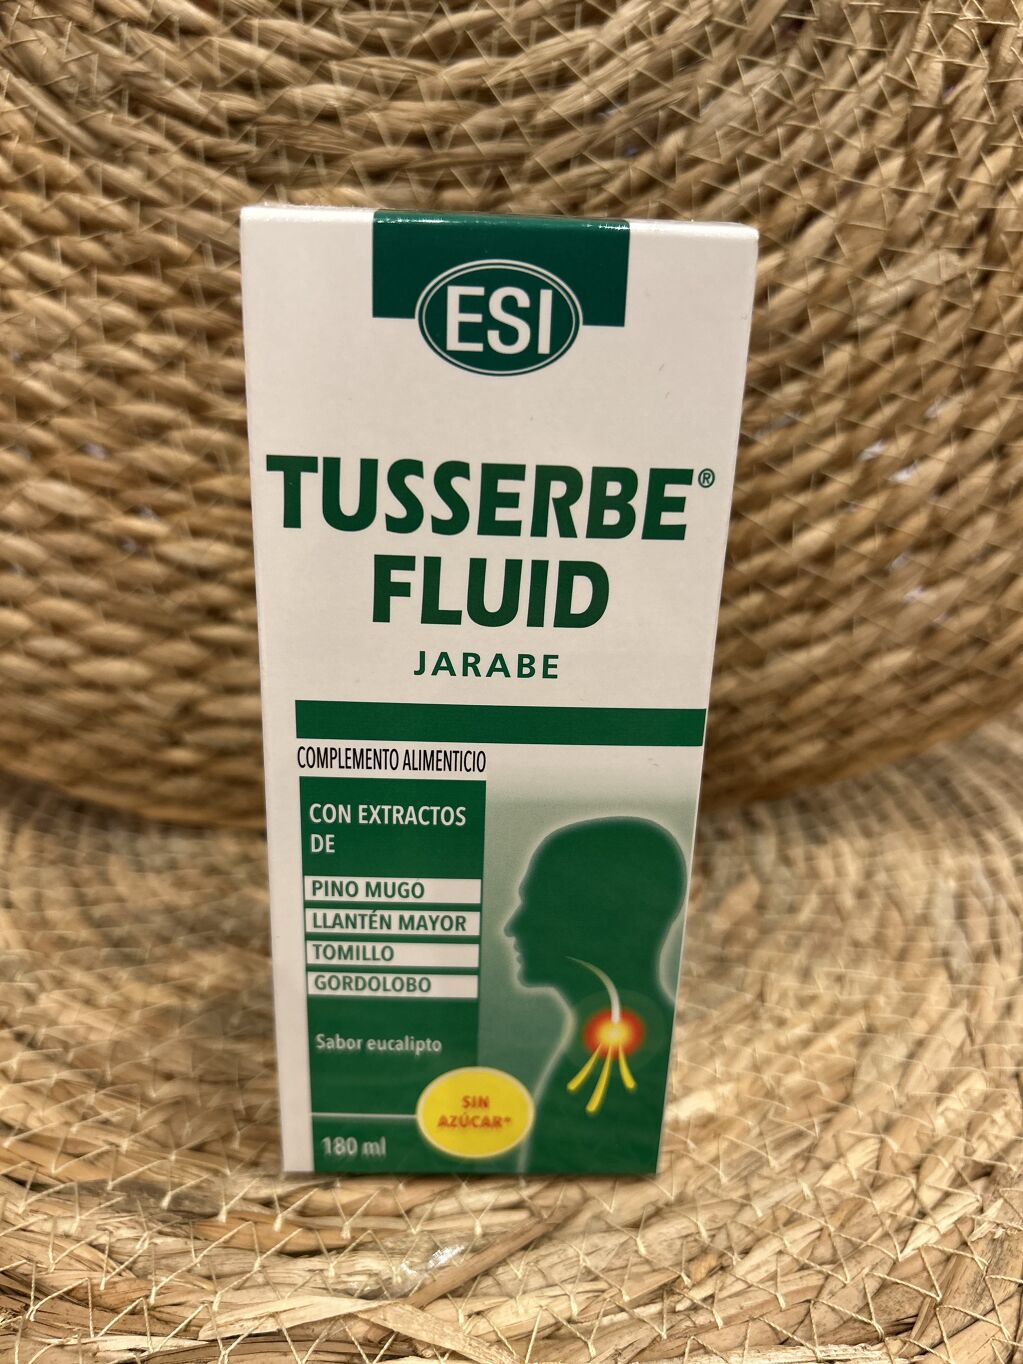 ESI
TUSSERBE®
FLUID
JARABE
COMPLEMENTO ALIMENTICIO
CON EXTRACTOS
DE
PINO MUGO
LLANTÉN MAYOR
TOMILLO
GORDOLOBO
Sabor eucalipto
SIN
AZÚCAR*
180 ml